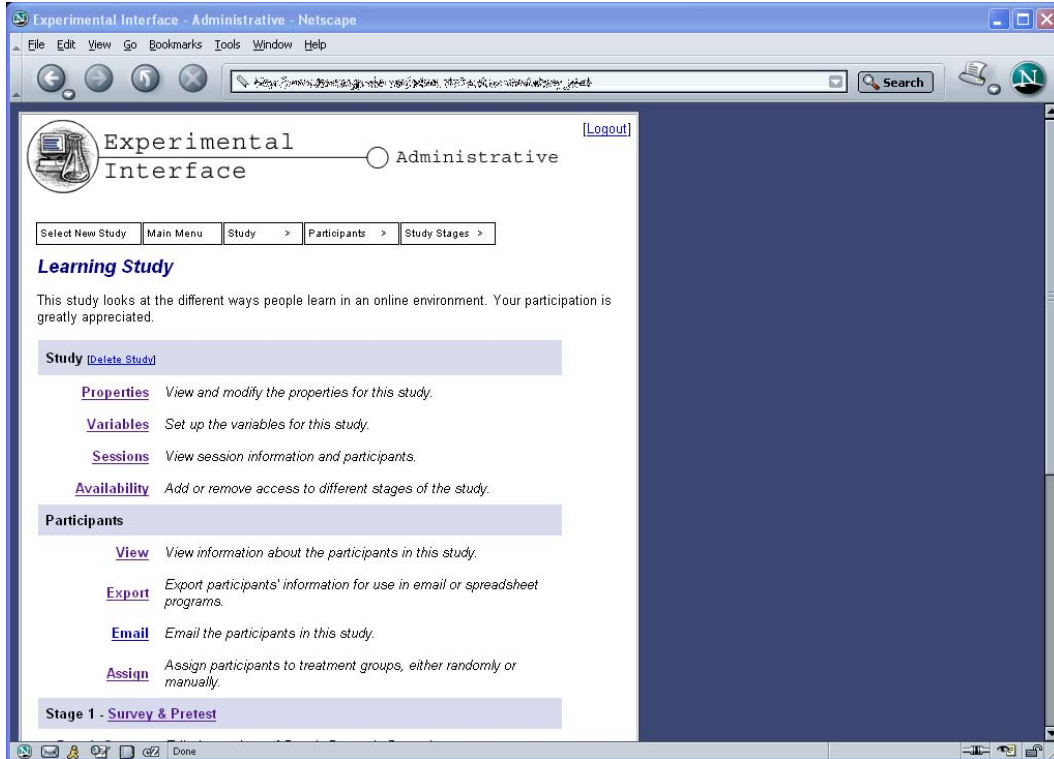 Experimental Interface - Administrative - Netscape
File Edit View Go Bookmarks Tools Window Help
Search
N
[Logout]
Experimental
Interface
Administrative
Select New Study Main Menu Study > Participants > Study Stages >
Learning Study
This study looks at the different ways people learn in an online environment. Your participation is
greatly appreciated.
Study [Delete Study]
Properties View and modify the properties for this study.
Variables Set up the variables for this study.
Sessions View session information and participants.
Availability Add or remove access to different stages of the study.
Participants
View View information about the participants in this study.
Export Export participants' information for use in email or spreadsheet
programs.
Email Email the participants in this study.
Assign Assign participants to treatment groups, either randomly or
manually.
Stage 1 - Survey & Pretest
Done